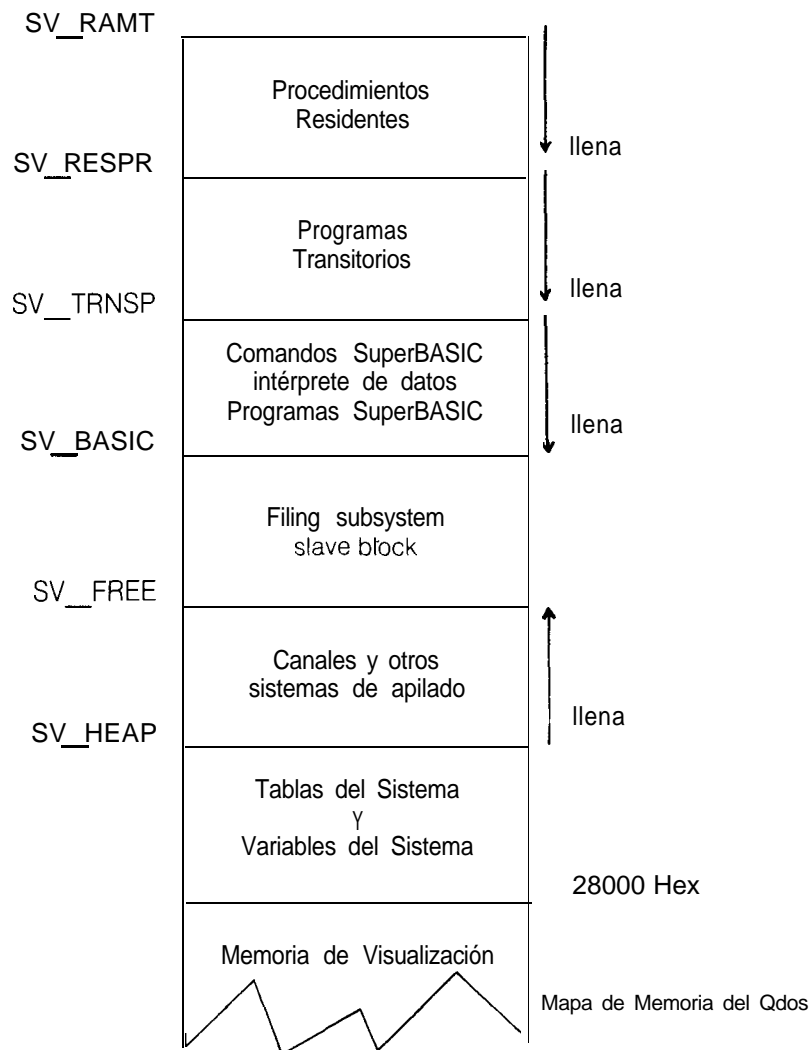 SV_RAMT
Procedimientos
Residentes
llena
SV_RESPR
Programas
Transitorios
llena
SV_TRNSP
Comandos SuperBASIC
intérprete de datos
Programas SuperBASIC
llena
SV_BASIC
Filing subsystem
slave block
SV_FREE
Canales y otros
sistemas de apilado
llena
SV_HEAP
Tablas del Sistema
Y
Variables del Sistema
28000 Hex
Memoria de Visualización
Mapa de Memoria del Qdos